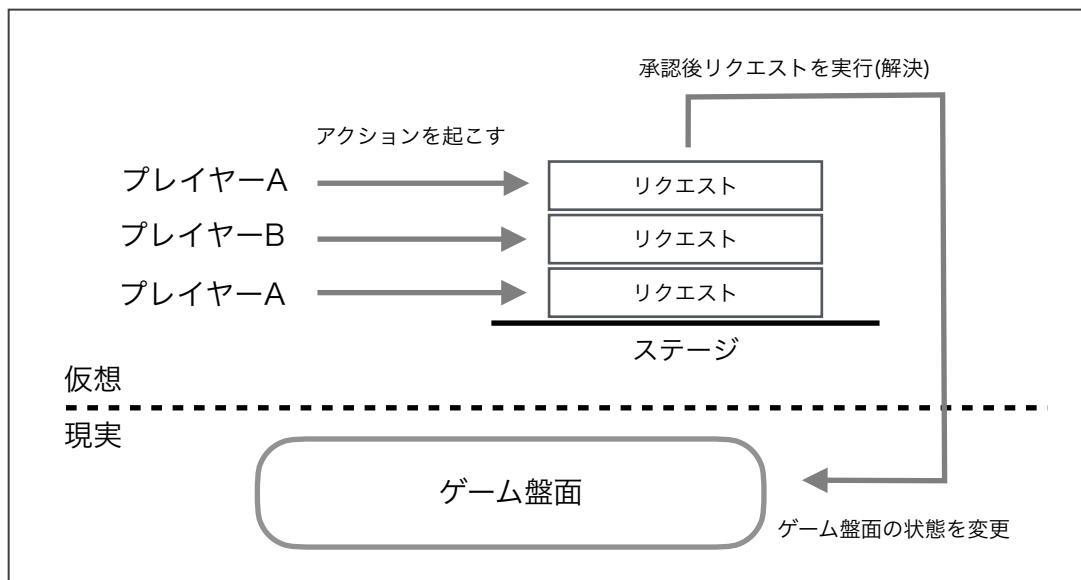 承認後リクエストを実行(解決)
アクションを起こす
プレイヤーA
リクエスト
プレイヤーB
リクエスト
プレイヤーA
リクエスト
ステージ
仮想
現実
ゲーム盤面
ゲーム盤面の状態を変更